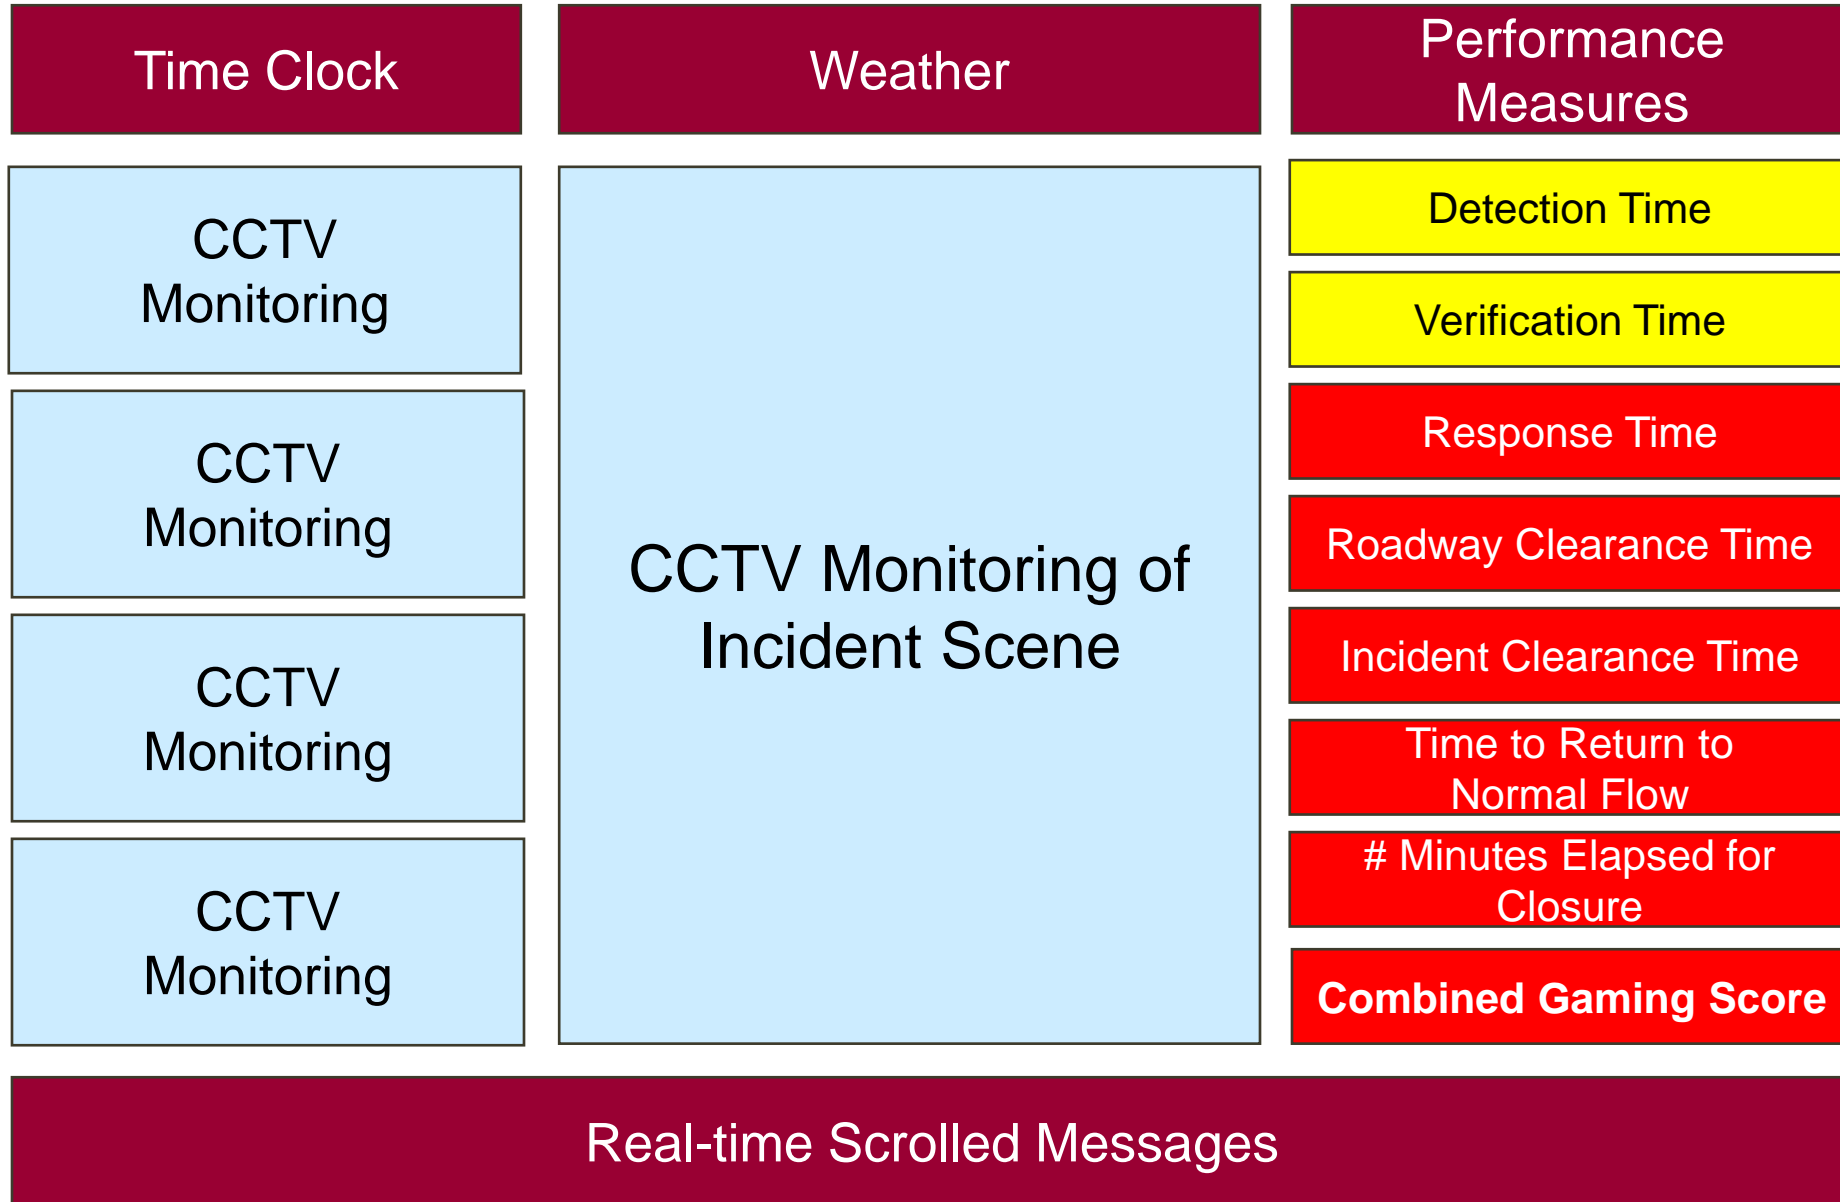 Time Clock
Weather
Performance
Measures
CCTV
Monitoring
CCTV
Monitoring
CCTV
Monitoring
CCTV
Monitoring
CCTV Monitoring of
Incident Scene
Detection Time
Verification Time
Response Time
Roadway Clearance Time
Incident Clearance Time
Time to Return to
Normal Flow
# Minutes Elapsed for
Closure
Combined Gaming Score
Real-time Scrolled Messages